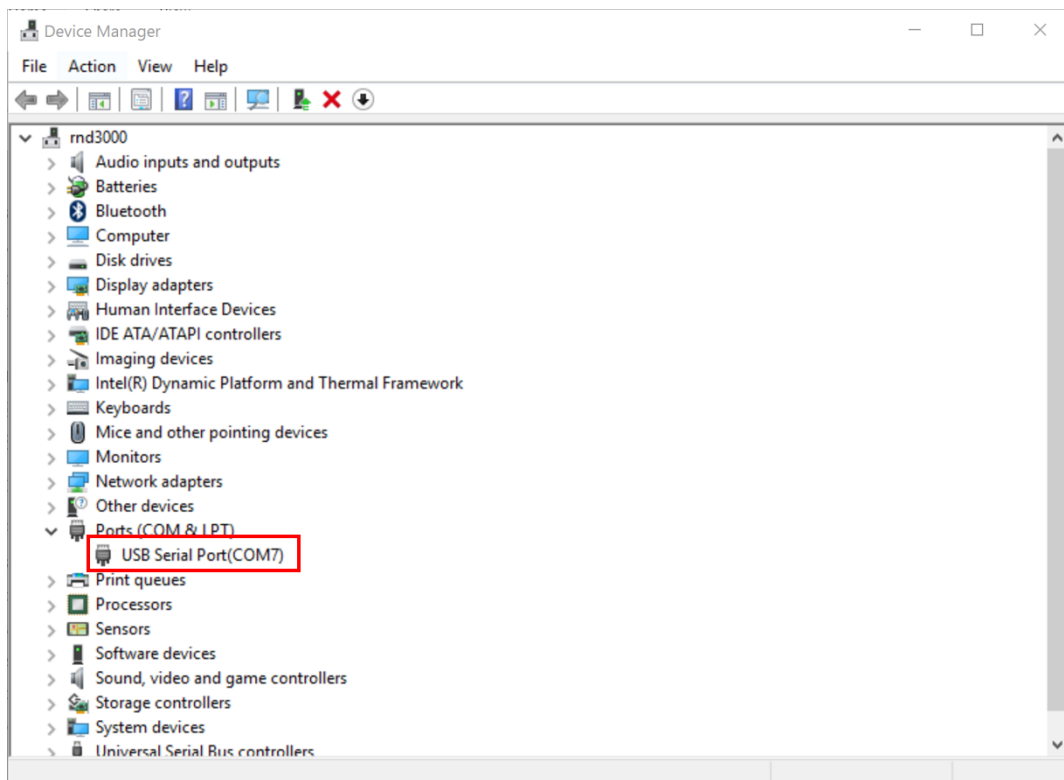 Device Manager
File Action View Help
rnd3000
Audio inputs and outputs
Batteries
Bluetooth
Computer
Disk drives
Display adapters
Human Interface Devices
IDE ATA/ATAPI controllers
Imaging devices
Intel(R) Dynamic Platform and Thermal Framework
Keyboards
Mice and other pointing devices
Monitors
Network adapters
Other devices
Ports (COM & LPT)
USB Serial Port(COM7)
Print queues
Processors
Sensors
Software devices
Sound, video and game controllers
Storage controllers
System devices
Universal Serial Bus controllers